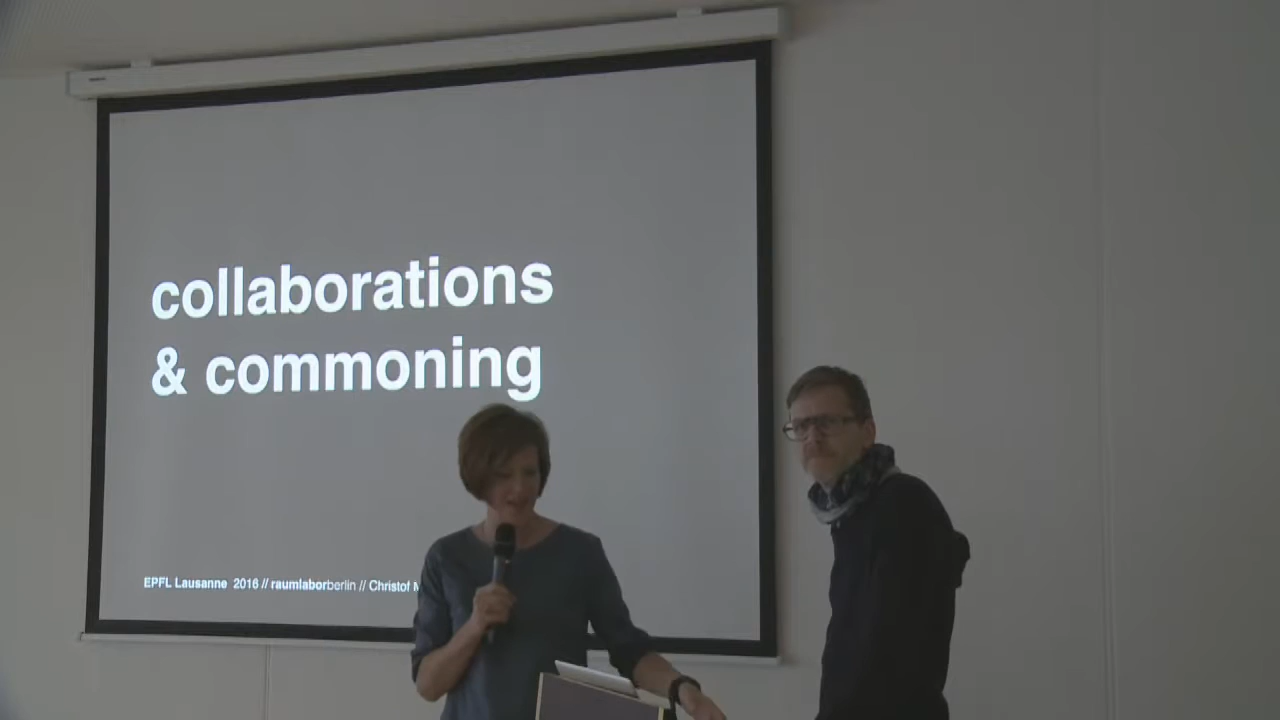 collaborations
& commoning
EPFL Lausanne 2016 // raumlaborberlin // Christof